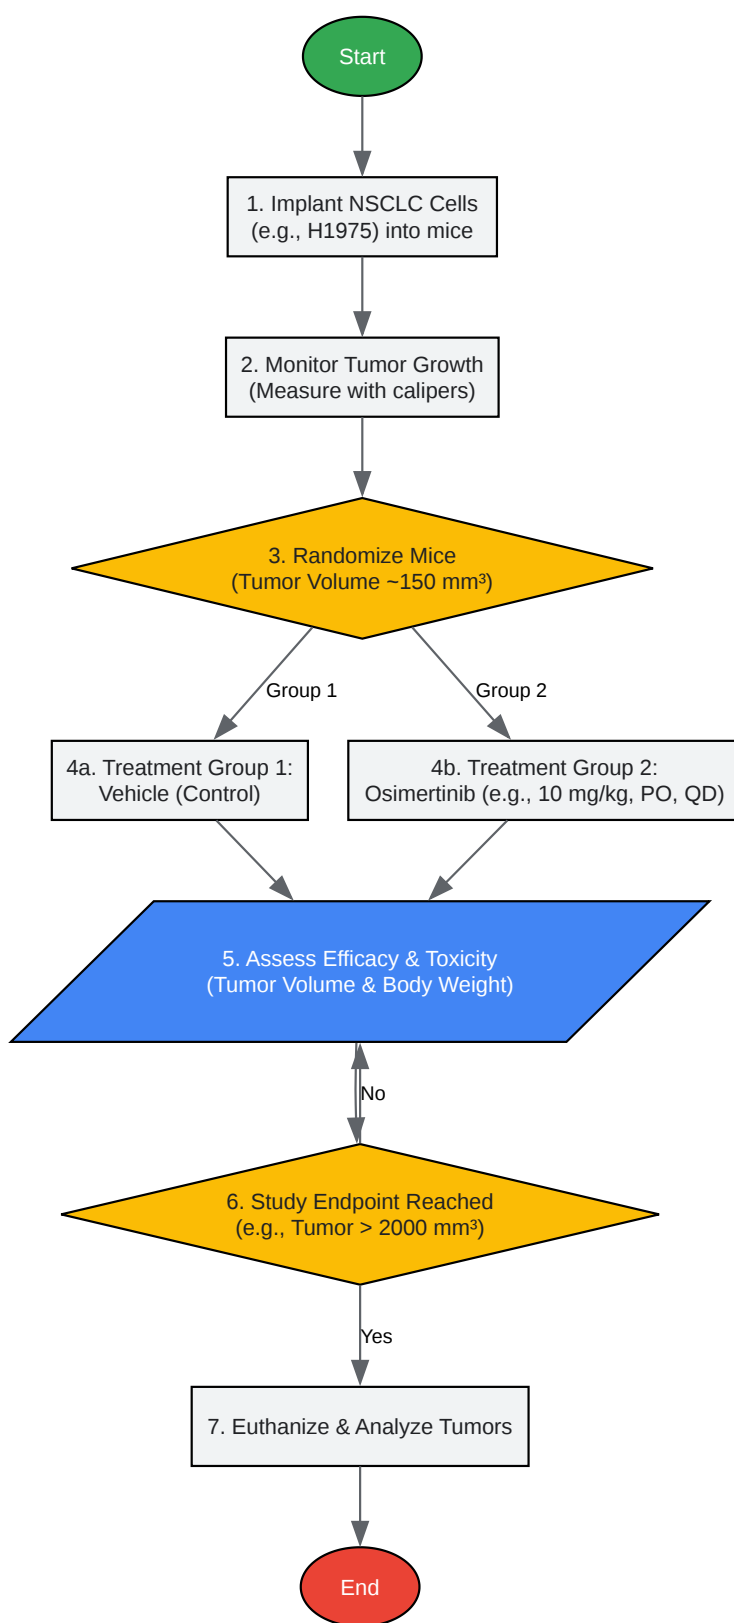 Start
1. Implant NSCLC Cells
(e.g., H1975) into mice
2. Monitor Tumor Growth
(Measure with calipers)
3. Randomize Mice
(Tumor Volume ~150 mm³)
Group 1
Group 2
4a. Treatment Group 1:
Vehicle (Control)
4b. Treatment Group 2:
Osimertinib (e.g., 10 mg/kg, PO, QD)
5. Assess Efficacy & Toxicity
(Tumor Volume & Body Weight)
No
6. Study Endpoint Reached
(e.g., Tumor > 2000 mm³)
Yes
7. Euthanize & Analyze Tumors
End